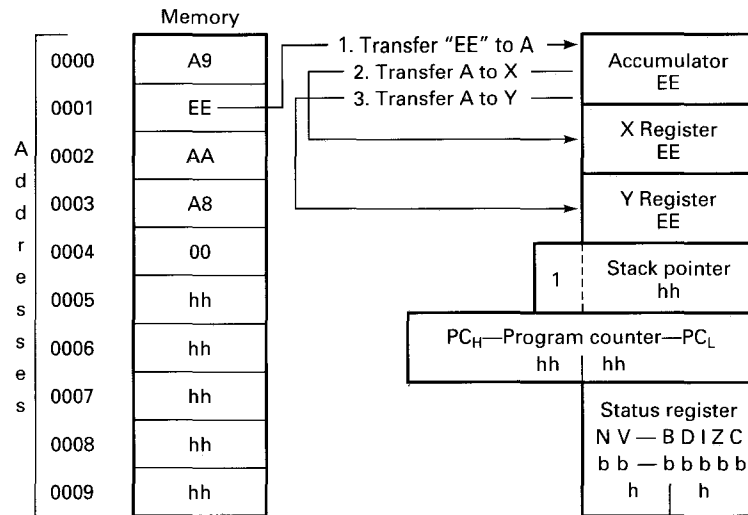 Memory
Addresses
0000 A9
0001 EE
0002 AA
0003 A8
0004 00
0005 hh
0006 hh
0007 hh
0008 hh
0009 hh
1. Transfer “EE” to A
2. Transfer A to X
3. Transfer A to Y
Accumulator
EE
X Register
EE
Y Register
EE
1
Stack pointer
hh
PCH—Program counter—PCL
hh hh
Status register
N V — B D I Z C
b b — b b b b b
h h